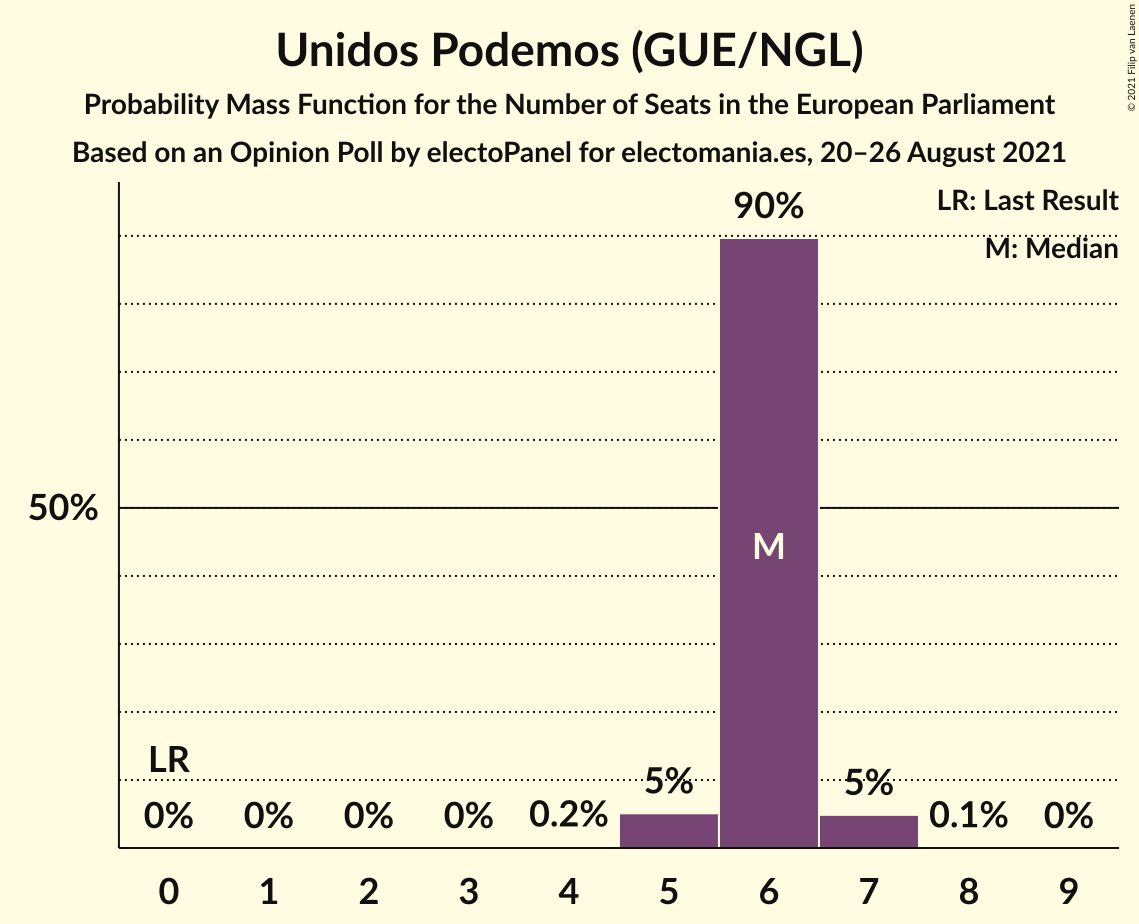 Unidos Podemos (GUE/NGL)
Probability Mass Function for the Number of Seats in the European Parliament
Based on an Opinion Poll by electoPanel for electomania.es, 20–26 August 2021
© 2021 Filip van Laenen
LR: Last Result
M: Median
90%
50%
M
LR
0% 0% 0% 0% 0.2% 5% 5% 0.1% 0%
0 1 2 3 4 5 6 7 8 9